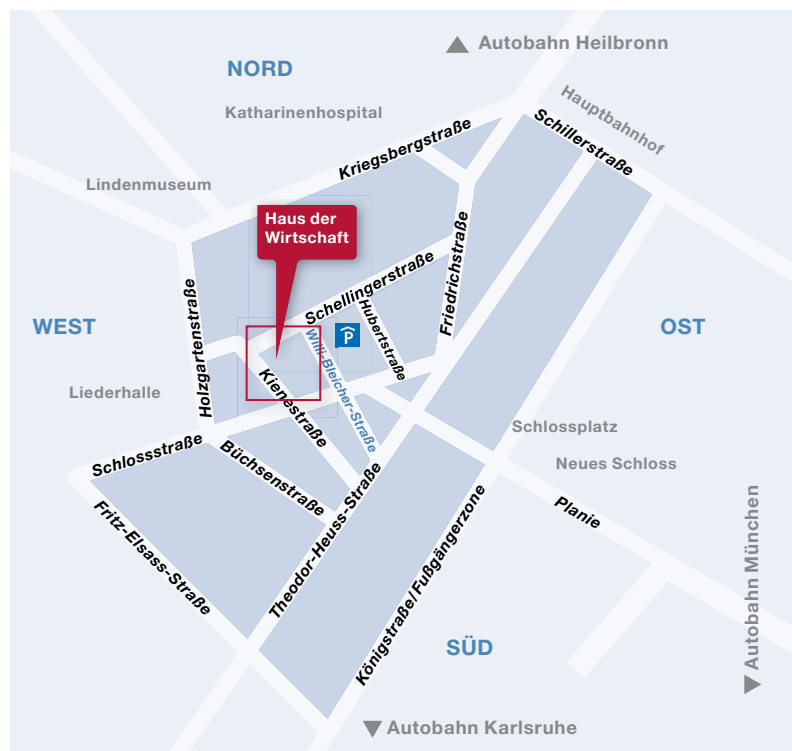 Autobahn Heilbronn
NORD
Hauptbahnhof
Katharinenhospital
Schillerstraße
Kriegsbergstraße
Lindenmuseum
Haus der
Wirtschaft
Schellingerstraße
Friedrichstraße
Holzgartenstraße
WEST
OST
P
Hubertstraße
Willi-Bleicher-Straße
Kienestraße
Liederhalle
Schlossplatz
Schlossstraße
Büchsenstraße
Neues Schloss
Fritz-Elsass-Straße
Theodor-Heuss-Straße
Planie
Königstraße/Fußgängerzone
Autobahn München
SÜD
Autobahn Karlsruhe